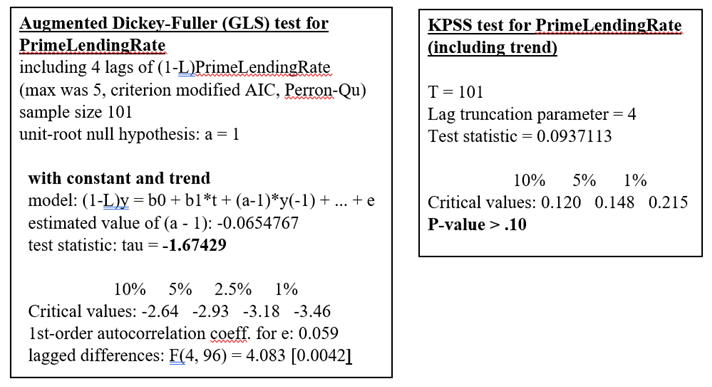 Augmented Dickey-Fuller (GLS) test for
PrimeLendingRate
including 4 lags of (1-L)PrimeLendingRate
(max was 5, criterion modified AIC, Perron-Qu)
sample size 101
unit-root null hypothesis: a = 1
with constant and trend
model: (1-L)y = b0 + b1*t + (a-1)*y(-1) + ... + e
estimated value of (a - 1): -0.0654767
test statistic: tau = -1.67429
10% 5% 2.5% 1%
Critical values: -2.64 -2.93 -3.18 -3.46
1st-order autocorrelation coeff. for e: 0.059
lagged differences: F(4, 96) = 4.083 [0.0042]
KPSS test for PrimeLendingRate
(including trend)
T = 101
Lag truncation parameter = 4
Test statistic = 0.0937113
10% 5% 1%
Critical values: 0.120 0.148 0.215
P-value > .10